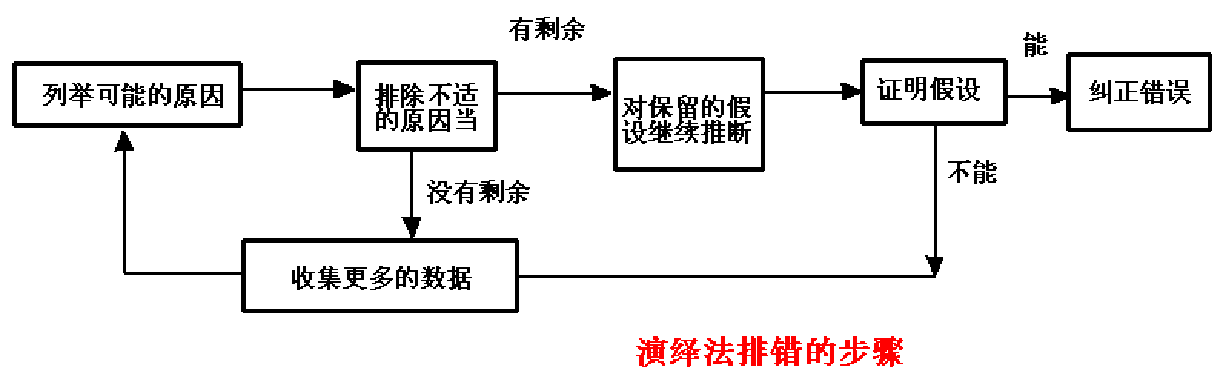 有剩余
能
列举可能的原因
排除不适
的原因当
对保留的假
设继续推断
证明假设
纠正错误
没有剩余
不能
收集更多的数据
演绎法排错的步骤